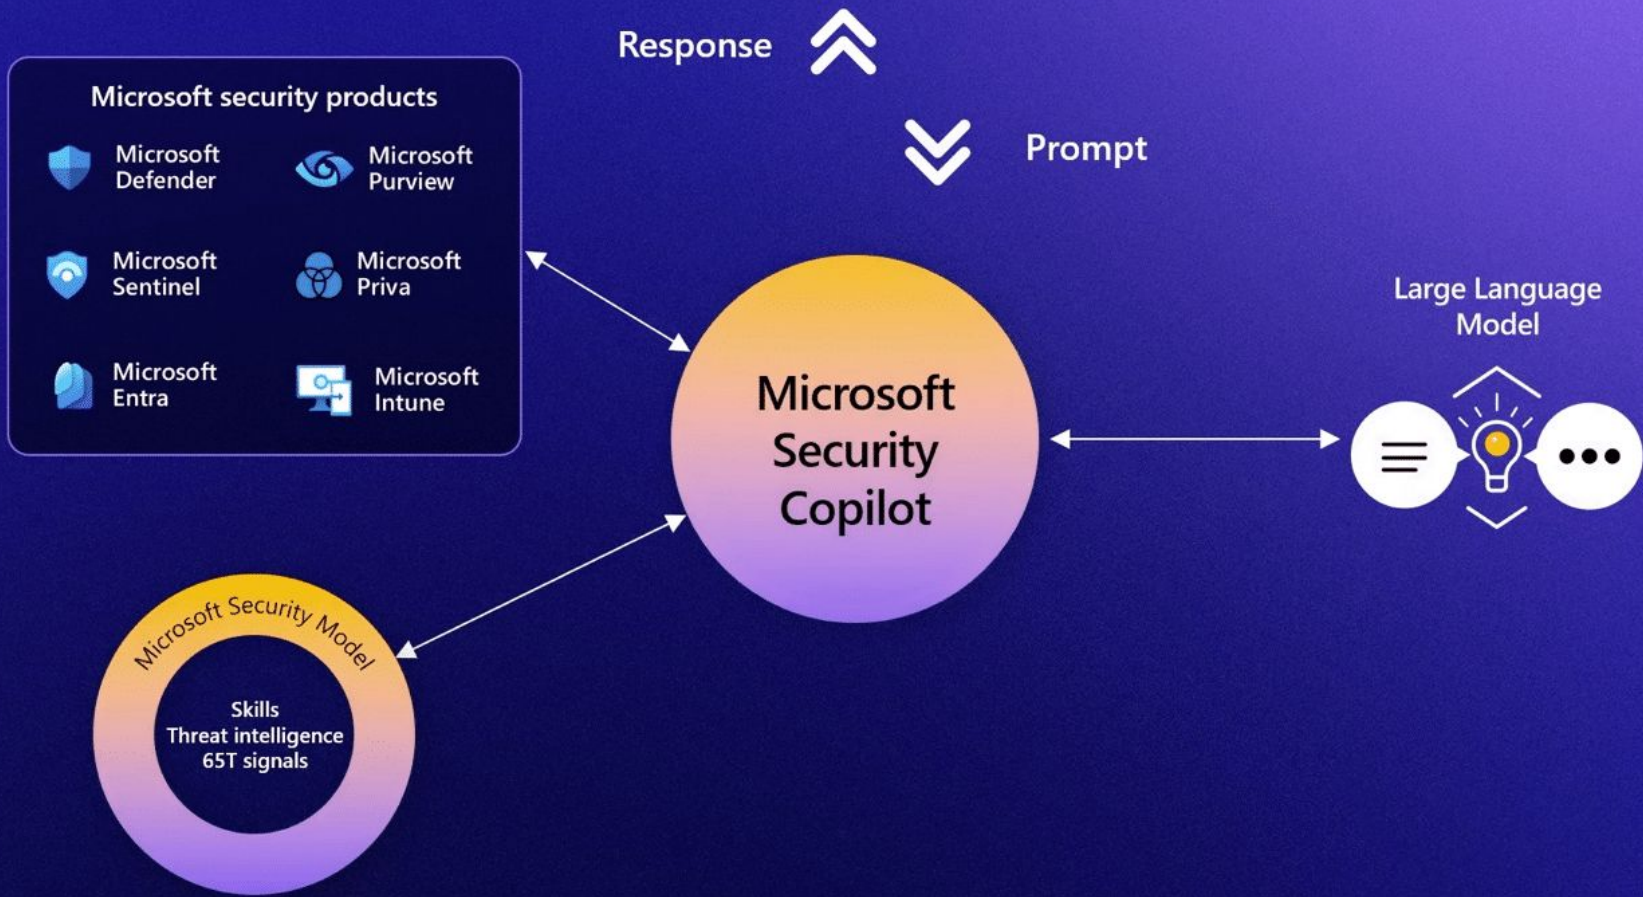 Response
Prompt
Microsoft security products
Microsoft
Defender
Microsoft
Purview
Microsoft
Sentinel
Microsoft
Priva
Microsoft
Entra
Microsoft
Intune
Microsoft
Security
Copilot
Large Language
Model
Microsoft Security Model
Skills
Threat intelligence
65T signals